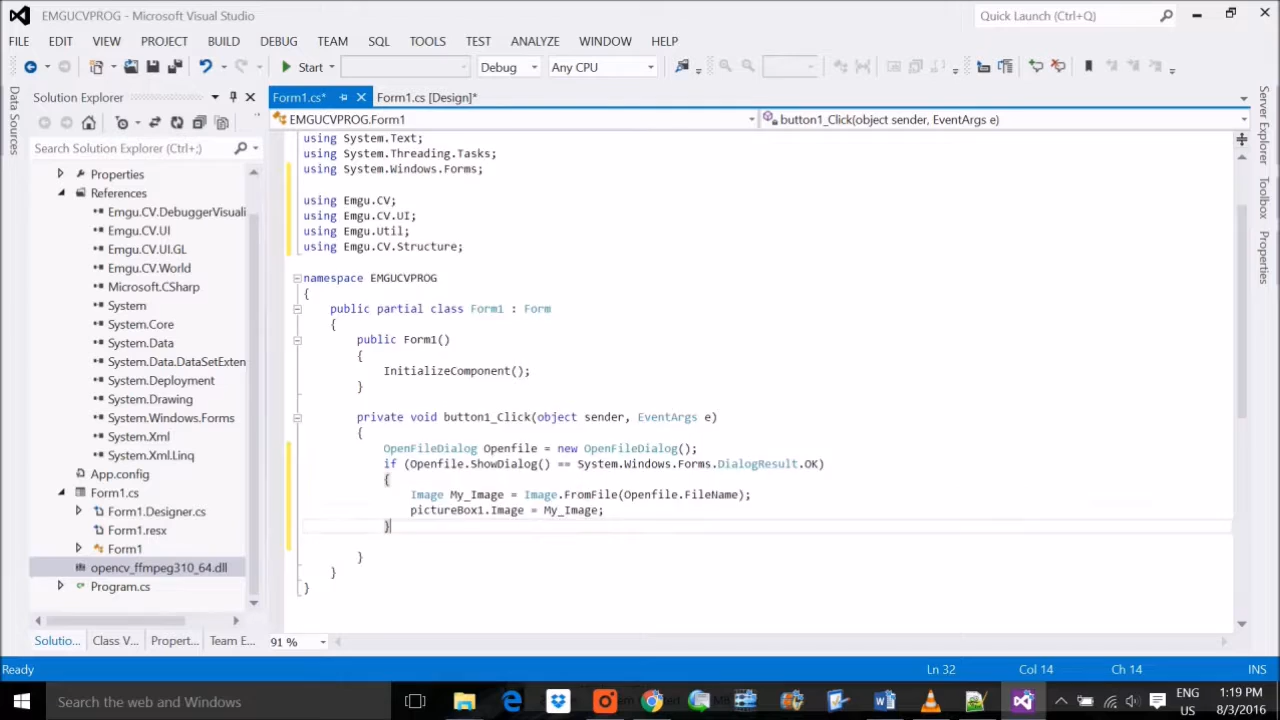 EMGUCVPROG - Microsoft Visual Studio
Quick Launch (Ctrl+Q)
FILE EDIT VIEW PROJECT BUILD DEBUG TEAM SQL TOOLS TEST ANALYZE WINDOW HELP
Start Debug Any CPU
Data Sources
Solution Explorer
Search Solution Explorer (Ctrl+;)
Properties
References
Emgu.CV.DebuggerVisuali
Emgu.CV.UI
Emgu.CV.UI.GL
Emgu.CV.World
Microsoft.CSharp
System
System.Core
System.Data
System.Data.DataSetExten
System.Deployment
System.Drawing
System.Windows.Forms
System.Xml
System.Xml.Linq
App.config
Form1.cs
Form1.Designer.cs
Form1.resx
Form1
opencv_ffmpeg310_64.dll
Program.cs
Solutio... Class V... Propert... Team E...
Form1.cs* Form1.cs [Design]*
EMGUCVPROG.Form1 button1_Click(object sender, EventArgs e)
using System.Text;
using System.Threading.Tasks;
using System.Windows.Forms;
using Emgu.CV;
using Emgu.CV.UI;
using Emgu.Util;
using Emgu.CV.Structure;
namespace EMGUCVPROG
{
public partial class Form1 : Form
{
public Form1()
{
InitializeComponent();
}
private void button1_Click(object sender, EventArgs e)
{
OpenFileDialog Openfile = new OpenFileDialog();
if (Openfile.ShowDialog() == System.Windows.Forms.DialogResult.OK)
{
Image My_Image = Image.FromFile(Openfile.FileName);
pictureBox1.Image = My_Image;
}
}
}
}
91 %
Server Explorer
Toolbox
Properties
Ready Ln 32 Col 14 Ch 14 INS
Search the web and Windows
ENG
US
1:19 PM
8/3/2016